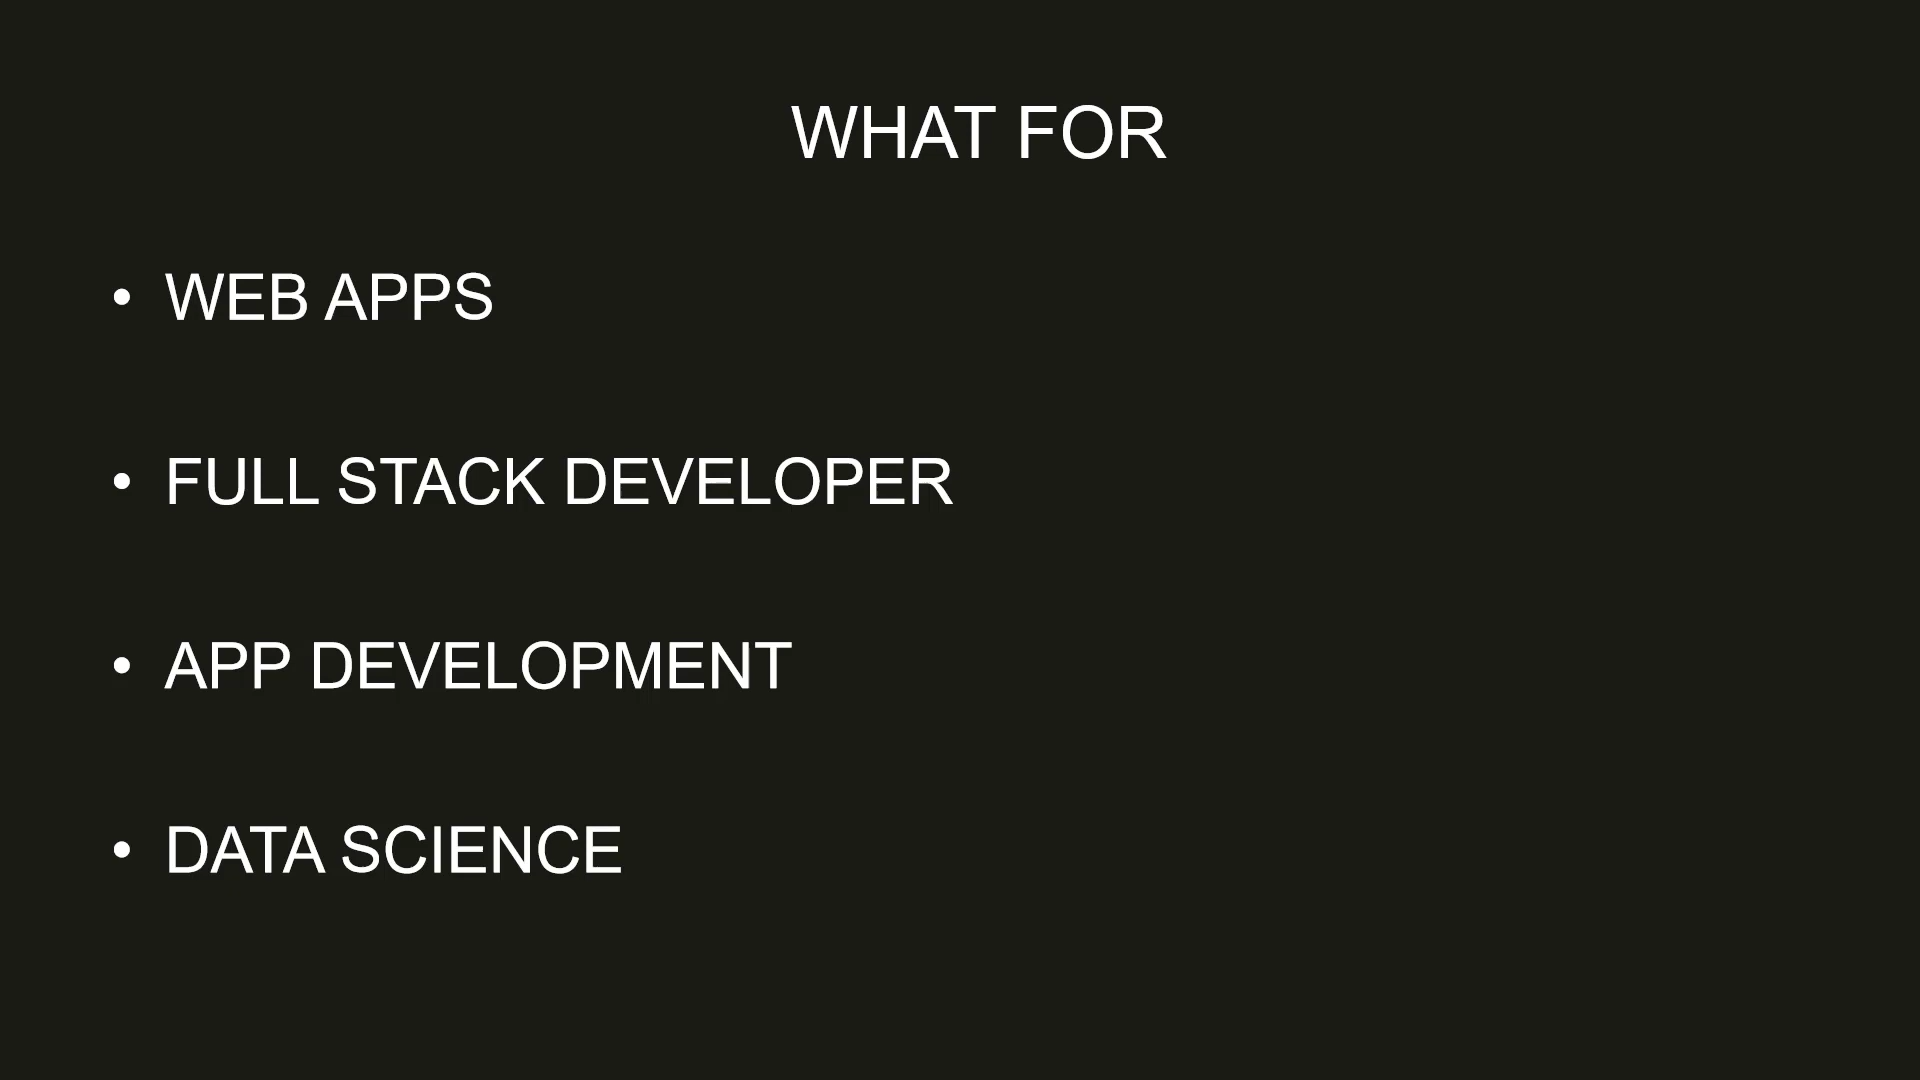 WHAT FOR
• WEB APPS
• FULL STACK DEVELOPER
• APP DEVELOPMENT
• DATA SCIENCE